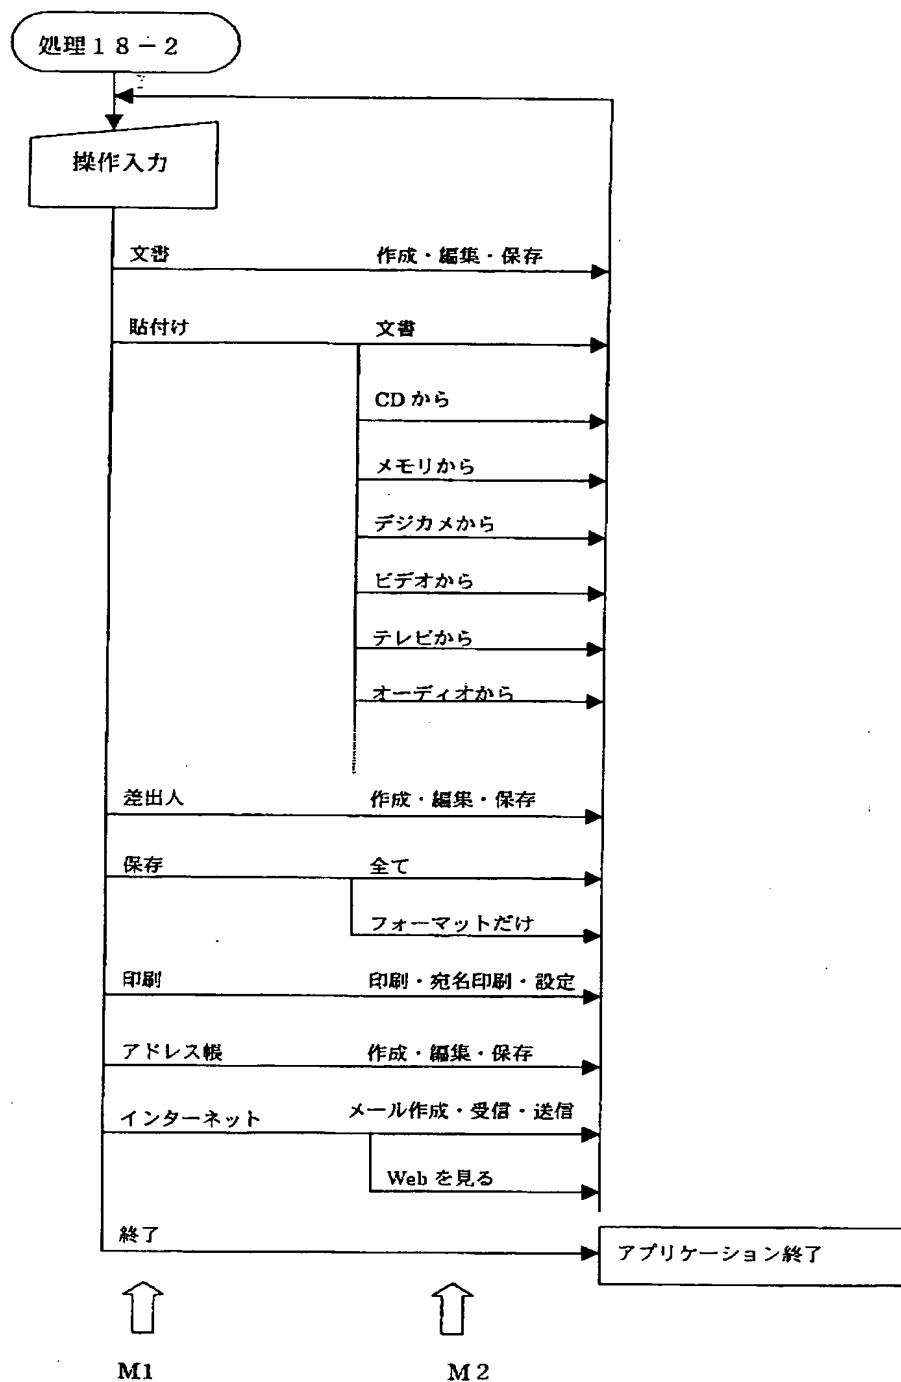 処理18-2
操作入力
文書 作成・編集・保存
貼付け 文書
CDから
メモリから
デジカメから
ビデオから
テレビから
オーディオから
差出人 作成・編集・保存
保存 全て
フォーマットだけ
印刷 印刷・宛名印刷・設定
アドレス帳 作成・編集・保存
インターネット メール作成・受信・送信
Webを見る
終了 アプリケーション終了
M1 M2